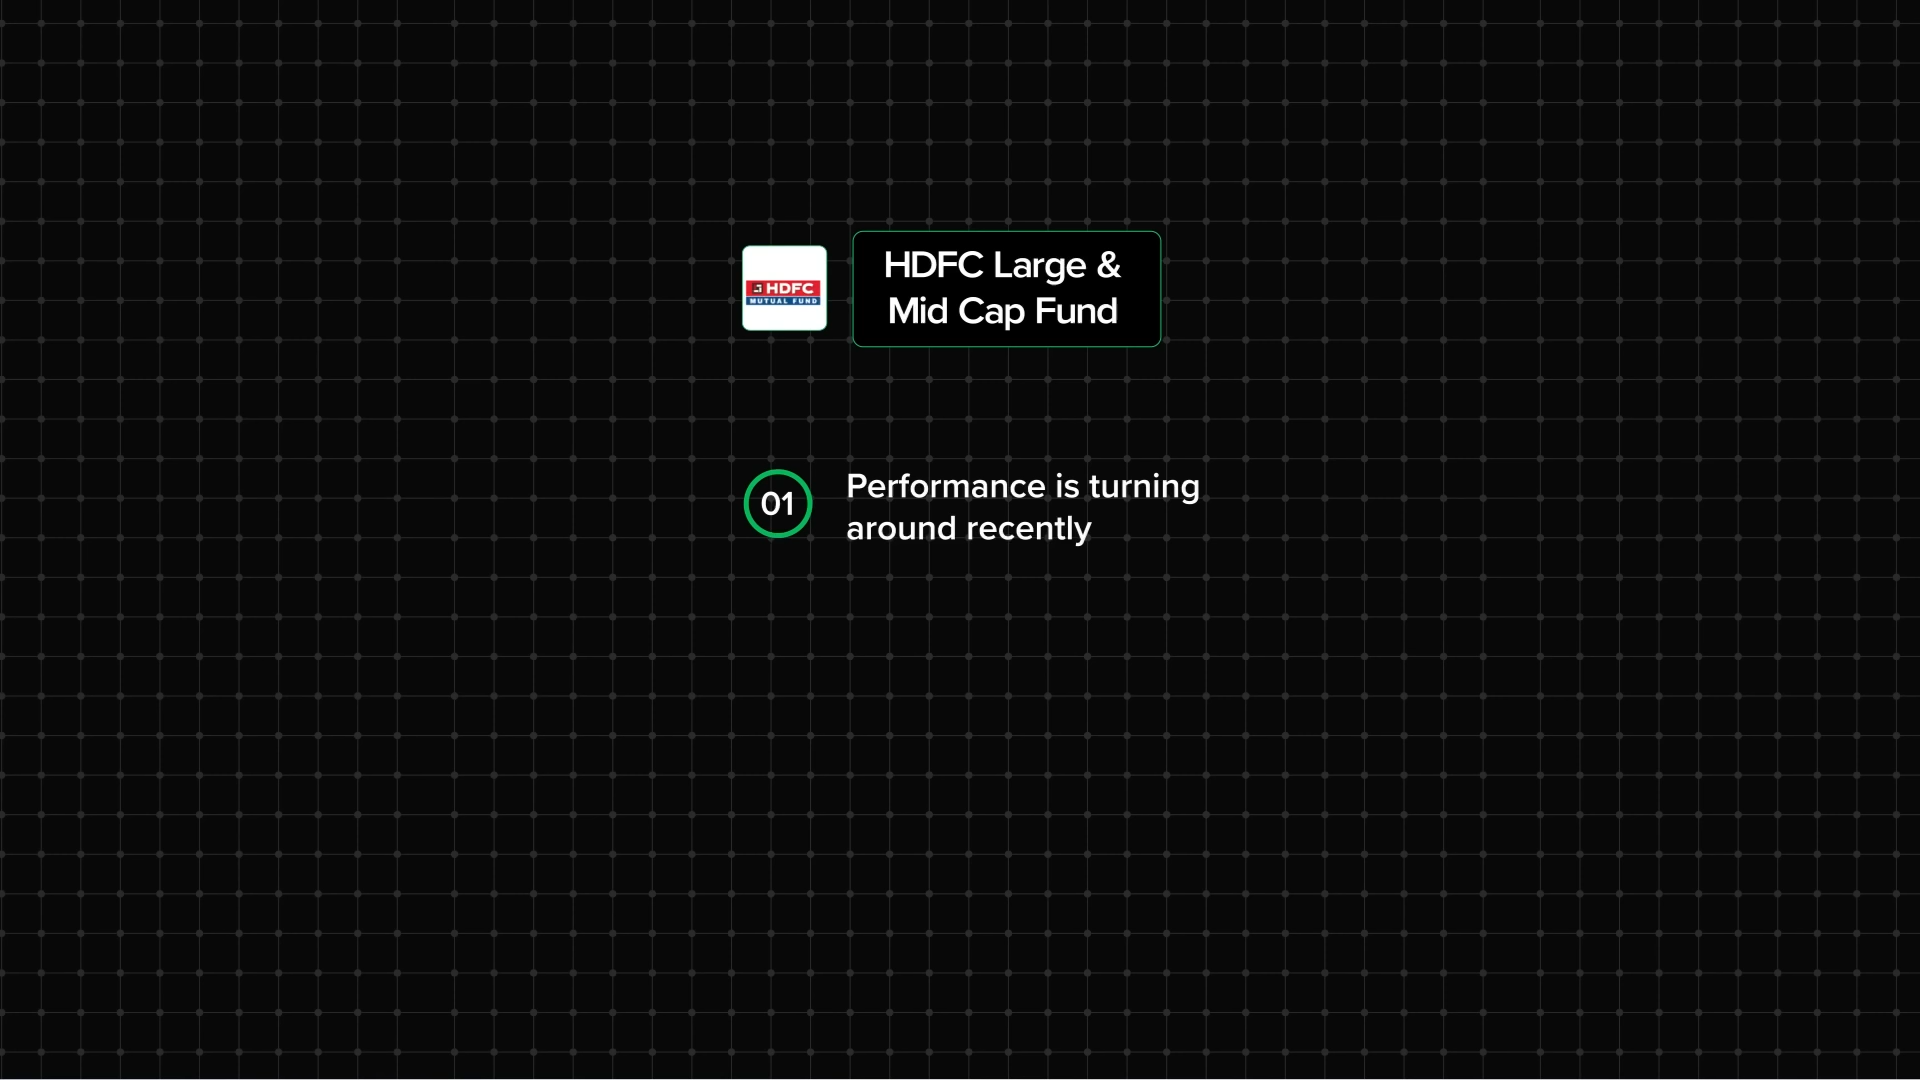 HDFC
MUTUAL FUND
HDFC Large &
Mid Cap Fund
01
Performance is turning
around recently